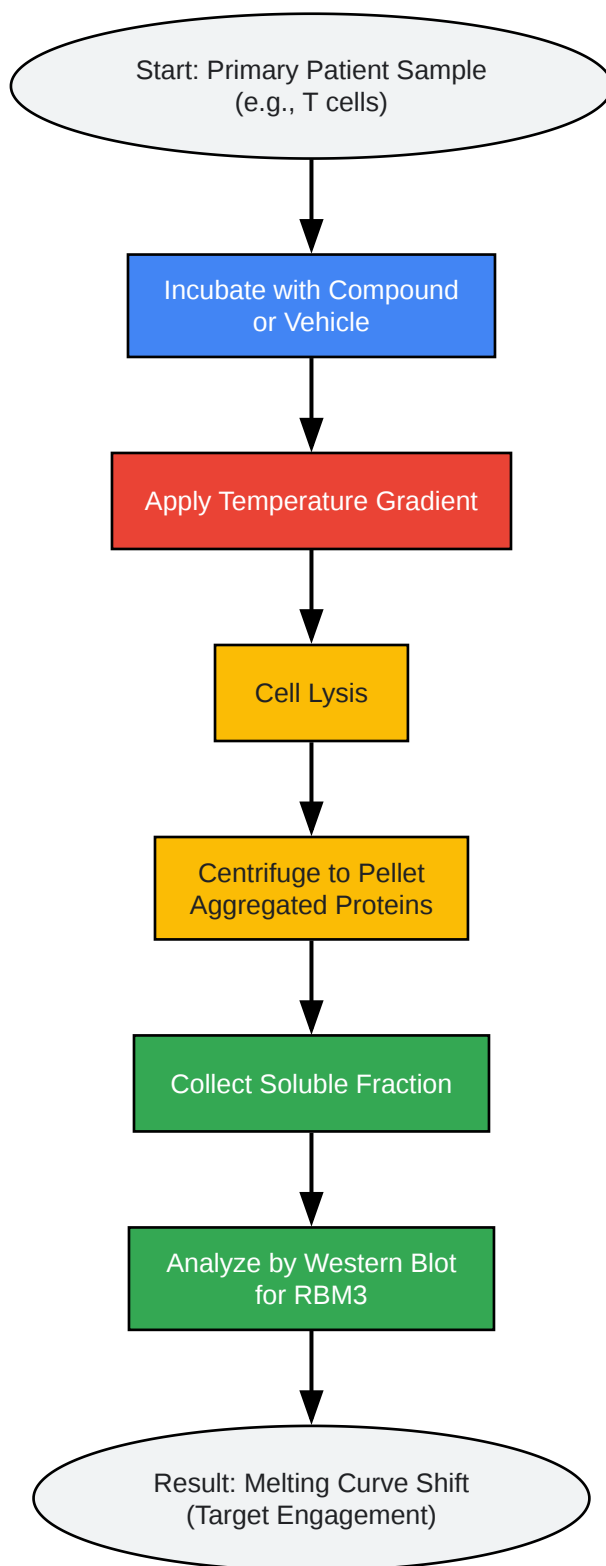 Start: Primary Patient Sample
(e.g., T cells)
Incubate with Compound
or Vehicle
Apply Temperature Gradient
Cell Lysis
Centrifuge to Pellet
Aggregated Proteins
Collect Soluble Fraction
Analyze by Western Blot
for RBM3
Result: Melting Curve Shift
(Target Engagement)